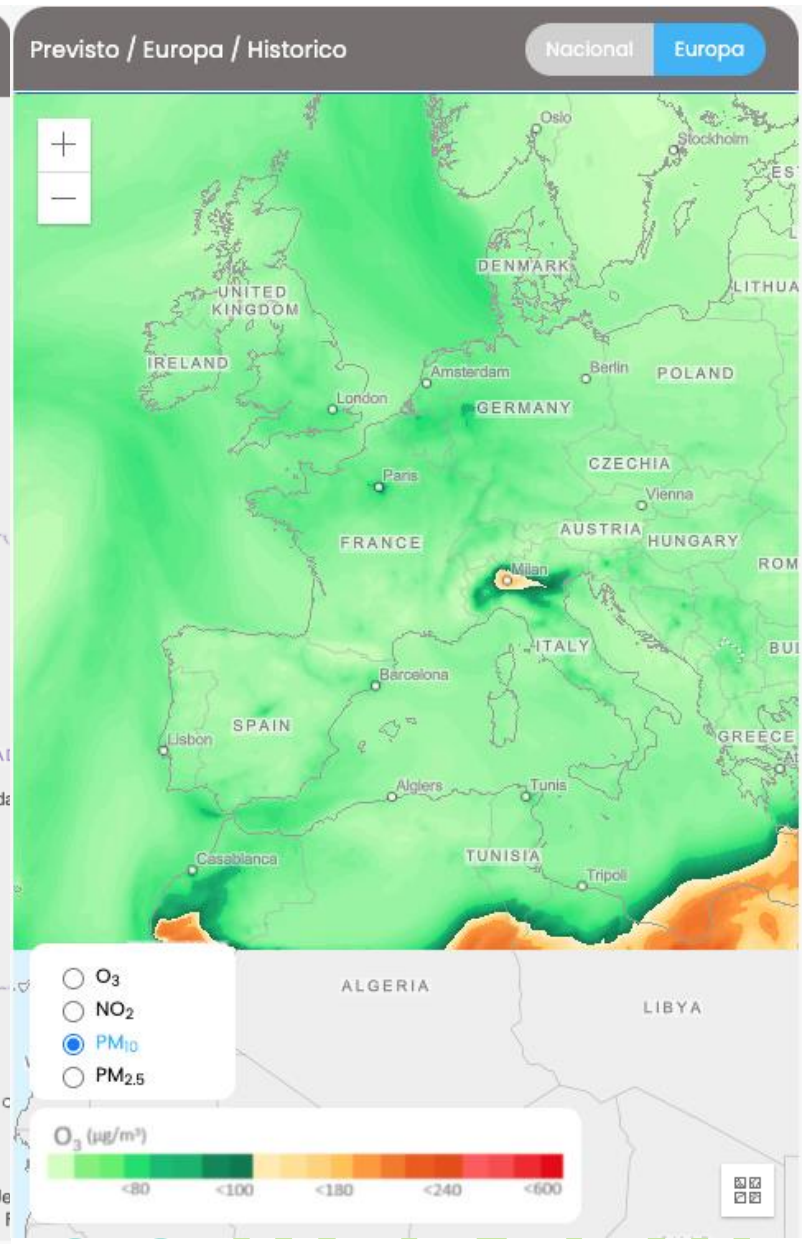 Previsto / Europa / Historico
Nacional
Europa
+
−
Oslo
Stockholm
EST
DENMARK
LITHUA
UNITED
KINGDOM
IRELAND
Amsterdam
Berlin
POLAND
London
GERMANY
CZECHIA
Paris
Vienna
FRANCE
AUSTRIA
HUNGARY
Milan
ROM
ITALY
BUL
Barcelona
SPAIN
Lisbon
GREECE
At
Algiers
Tunis
Casablanca
TUNISIA
Tripoli
ALGERIA
LIBYA
O₃
NO₂
PM₁₀
PM₂.₅
O₃ (µg/m³)
<80 <100 <180 <240 <600